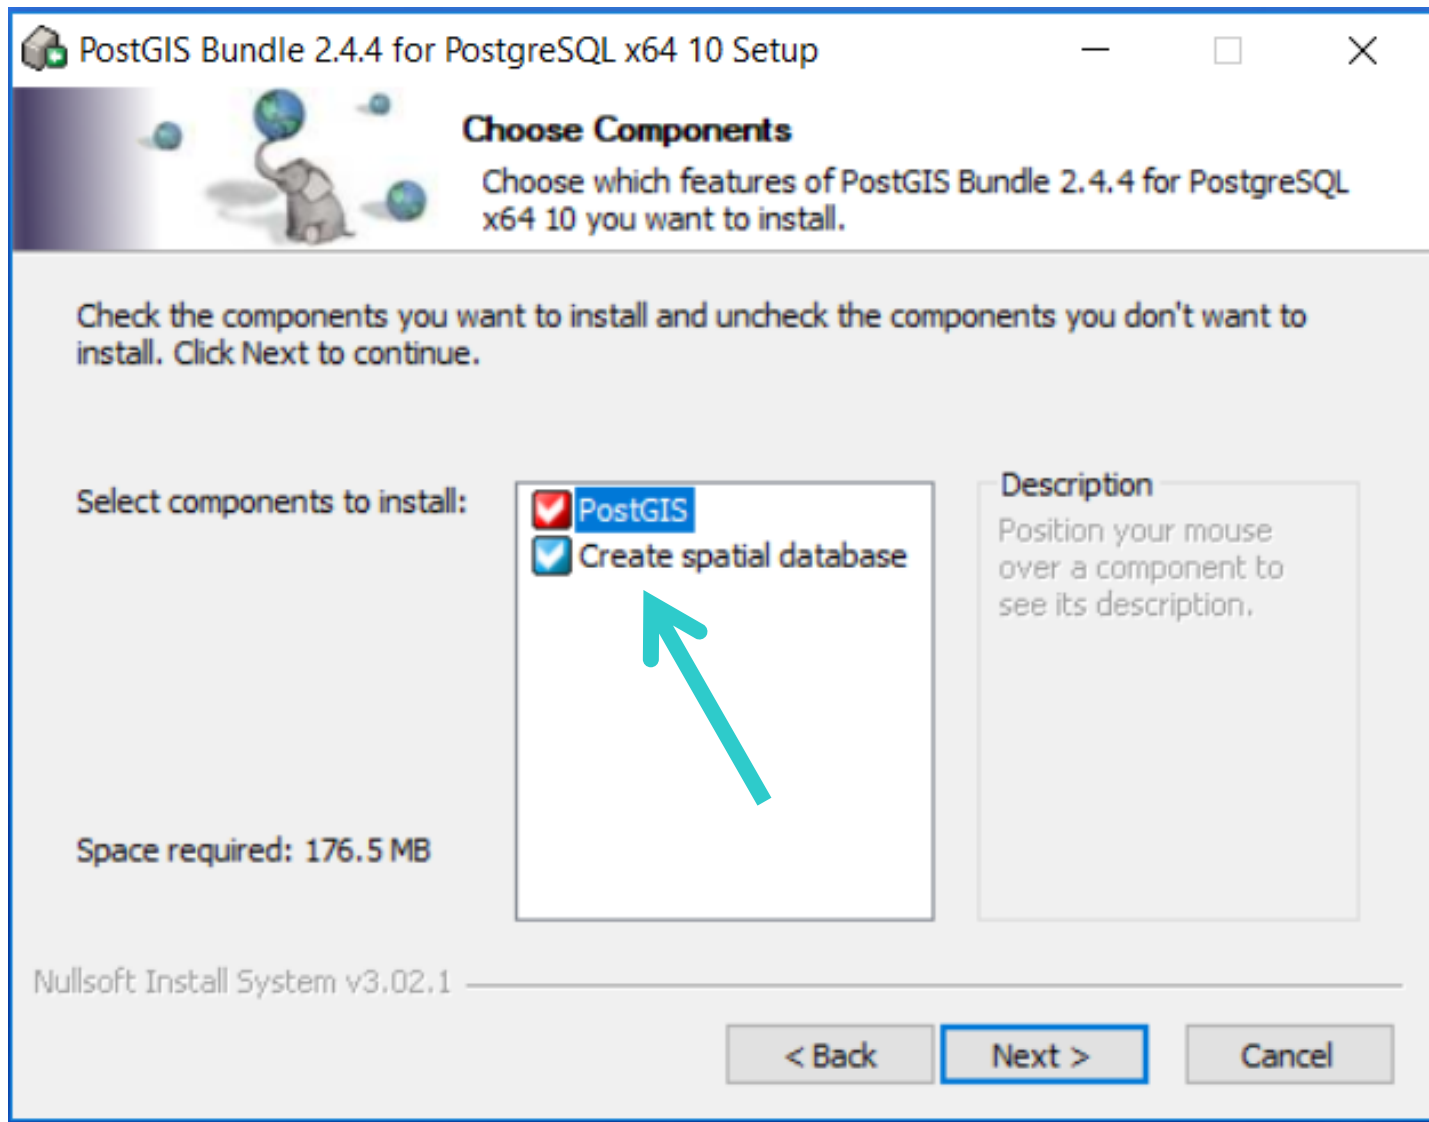 PostGIS Bundle 2.4.4 for PostgreSQL x64 10 Setup
Choose Components
Choose which features of PostGIS Bundle 2.4.4 for PostgreSQL
x64 10 you want to install.
Check the components you want to install and uncheck the components you don't want to
install. Click Next to continue.
Select components to install:
PostGIS
Create spatial database
Description
Position your mouse
over a component to
see its description.
Space required: 176.5 MB
Nullsoft Install System v3.02.1
< Back
Next >
Cancel